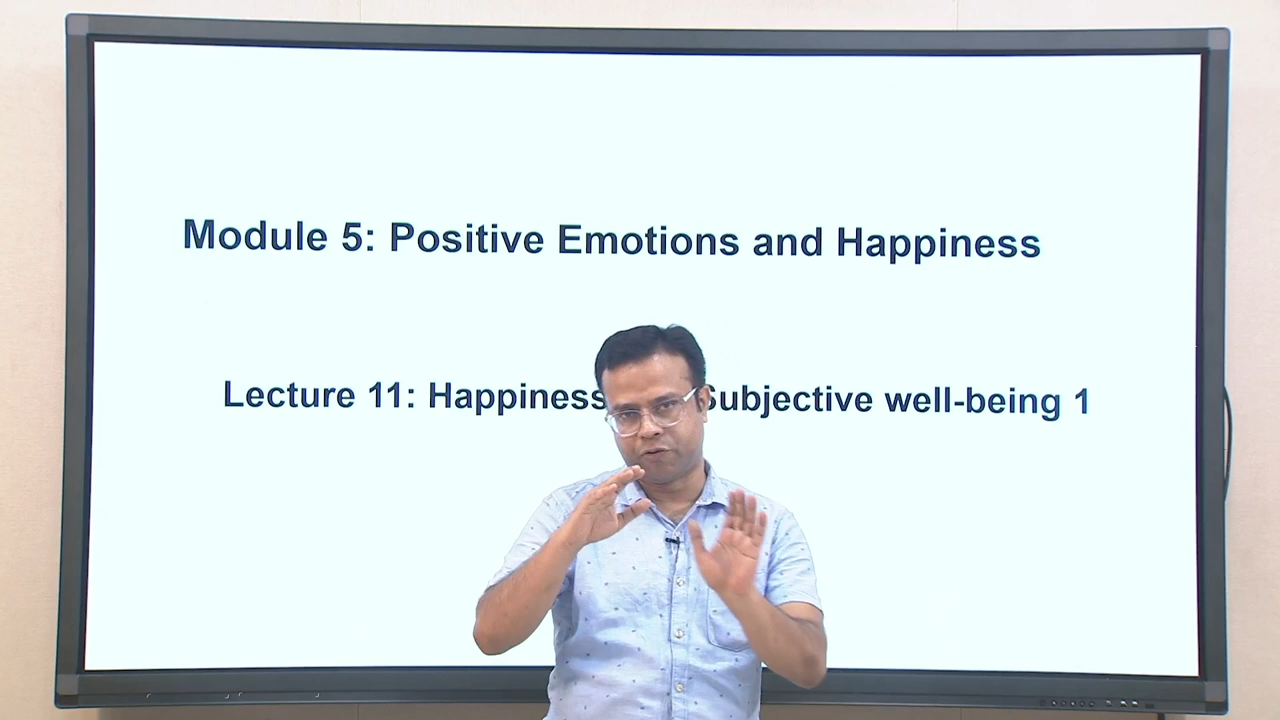 Module 5: Positive Emotions and Happiness
Lecture 11: Happiness Subjective well-being 1